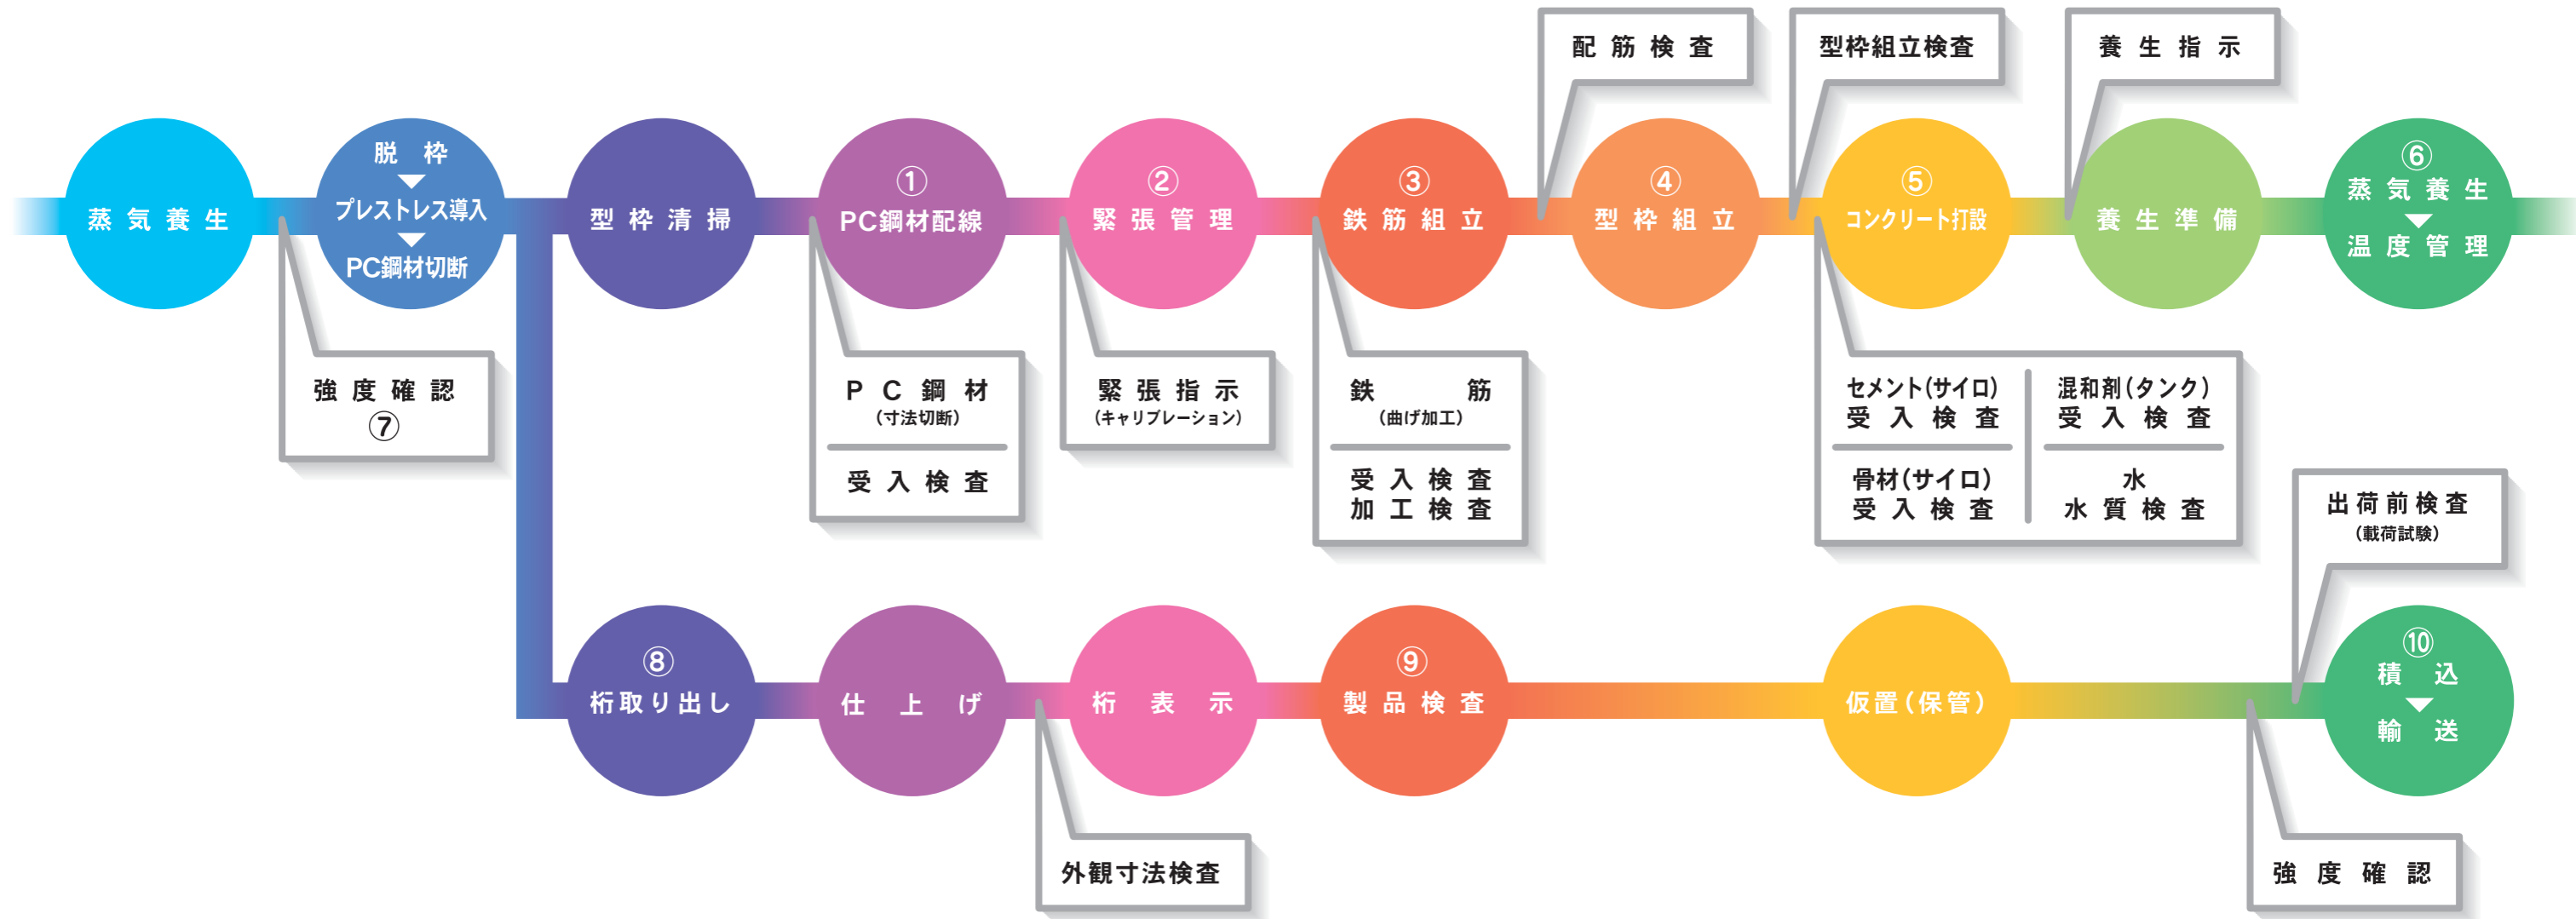 配筋検査
型枠組立検査
養生指示
蒸気養生
脱枠
プレストレス導入
PC鋼材切断
型枠清掃
①
PC鋼材配線
②
緊張管理
③
鉄筋組立
④
型枠組立
⑤
コンクリート打設
養生準備
⑥
蒸気養生
温度管理
強度確認
⑦
PC鋼材
(寸法切断)
受入検査
緊張指示
(キャリブレーション)
鉄筋
(曲げ加工)
受入検査
加工検査
セメント(サイロ)
受入検査
混和剤(タンク)
受入検査
骨材(サイロ)
受入検査
水
水質検査
出荷前検査
(載荷試験)
⑧
桁取り出し
仕上げ
桁表示
⑨
製品検査
仮置(保管)
⑩
積込
輸送
外観寸法検査
強度確認